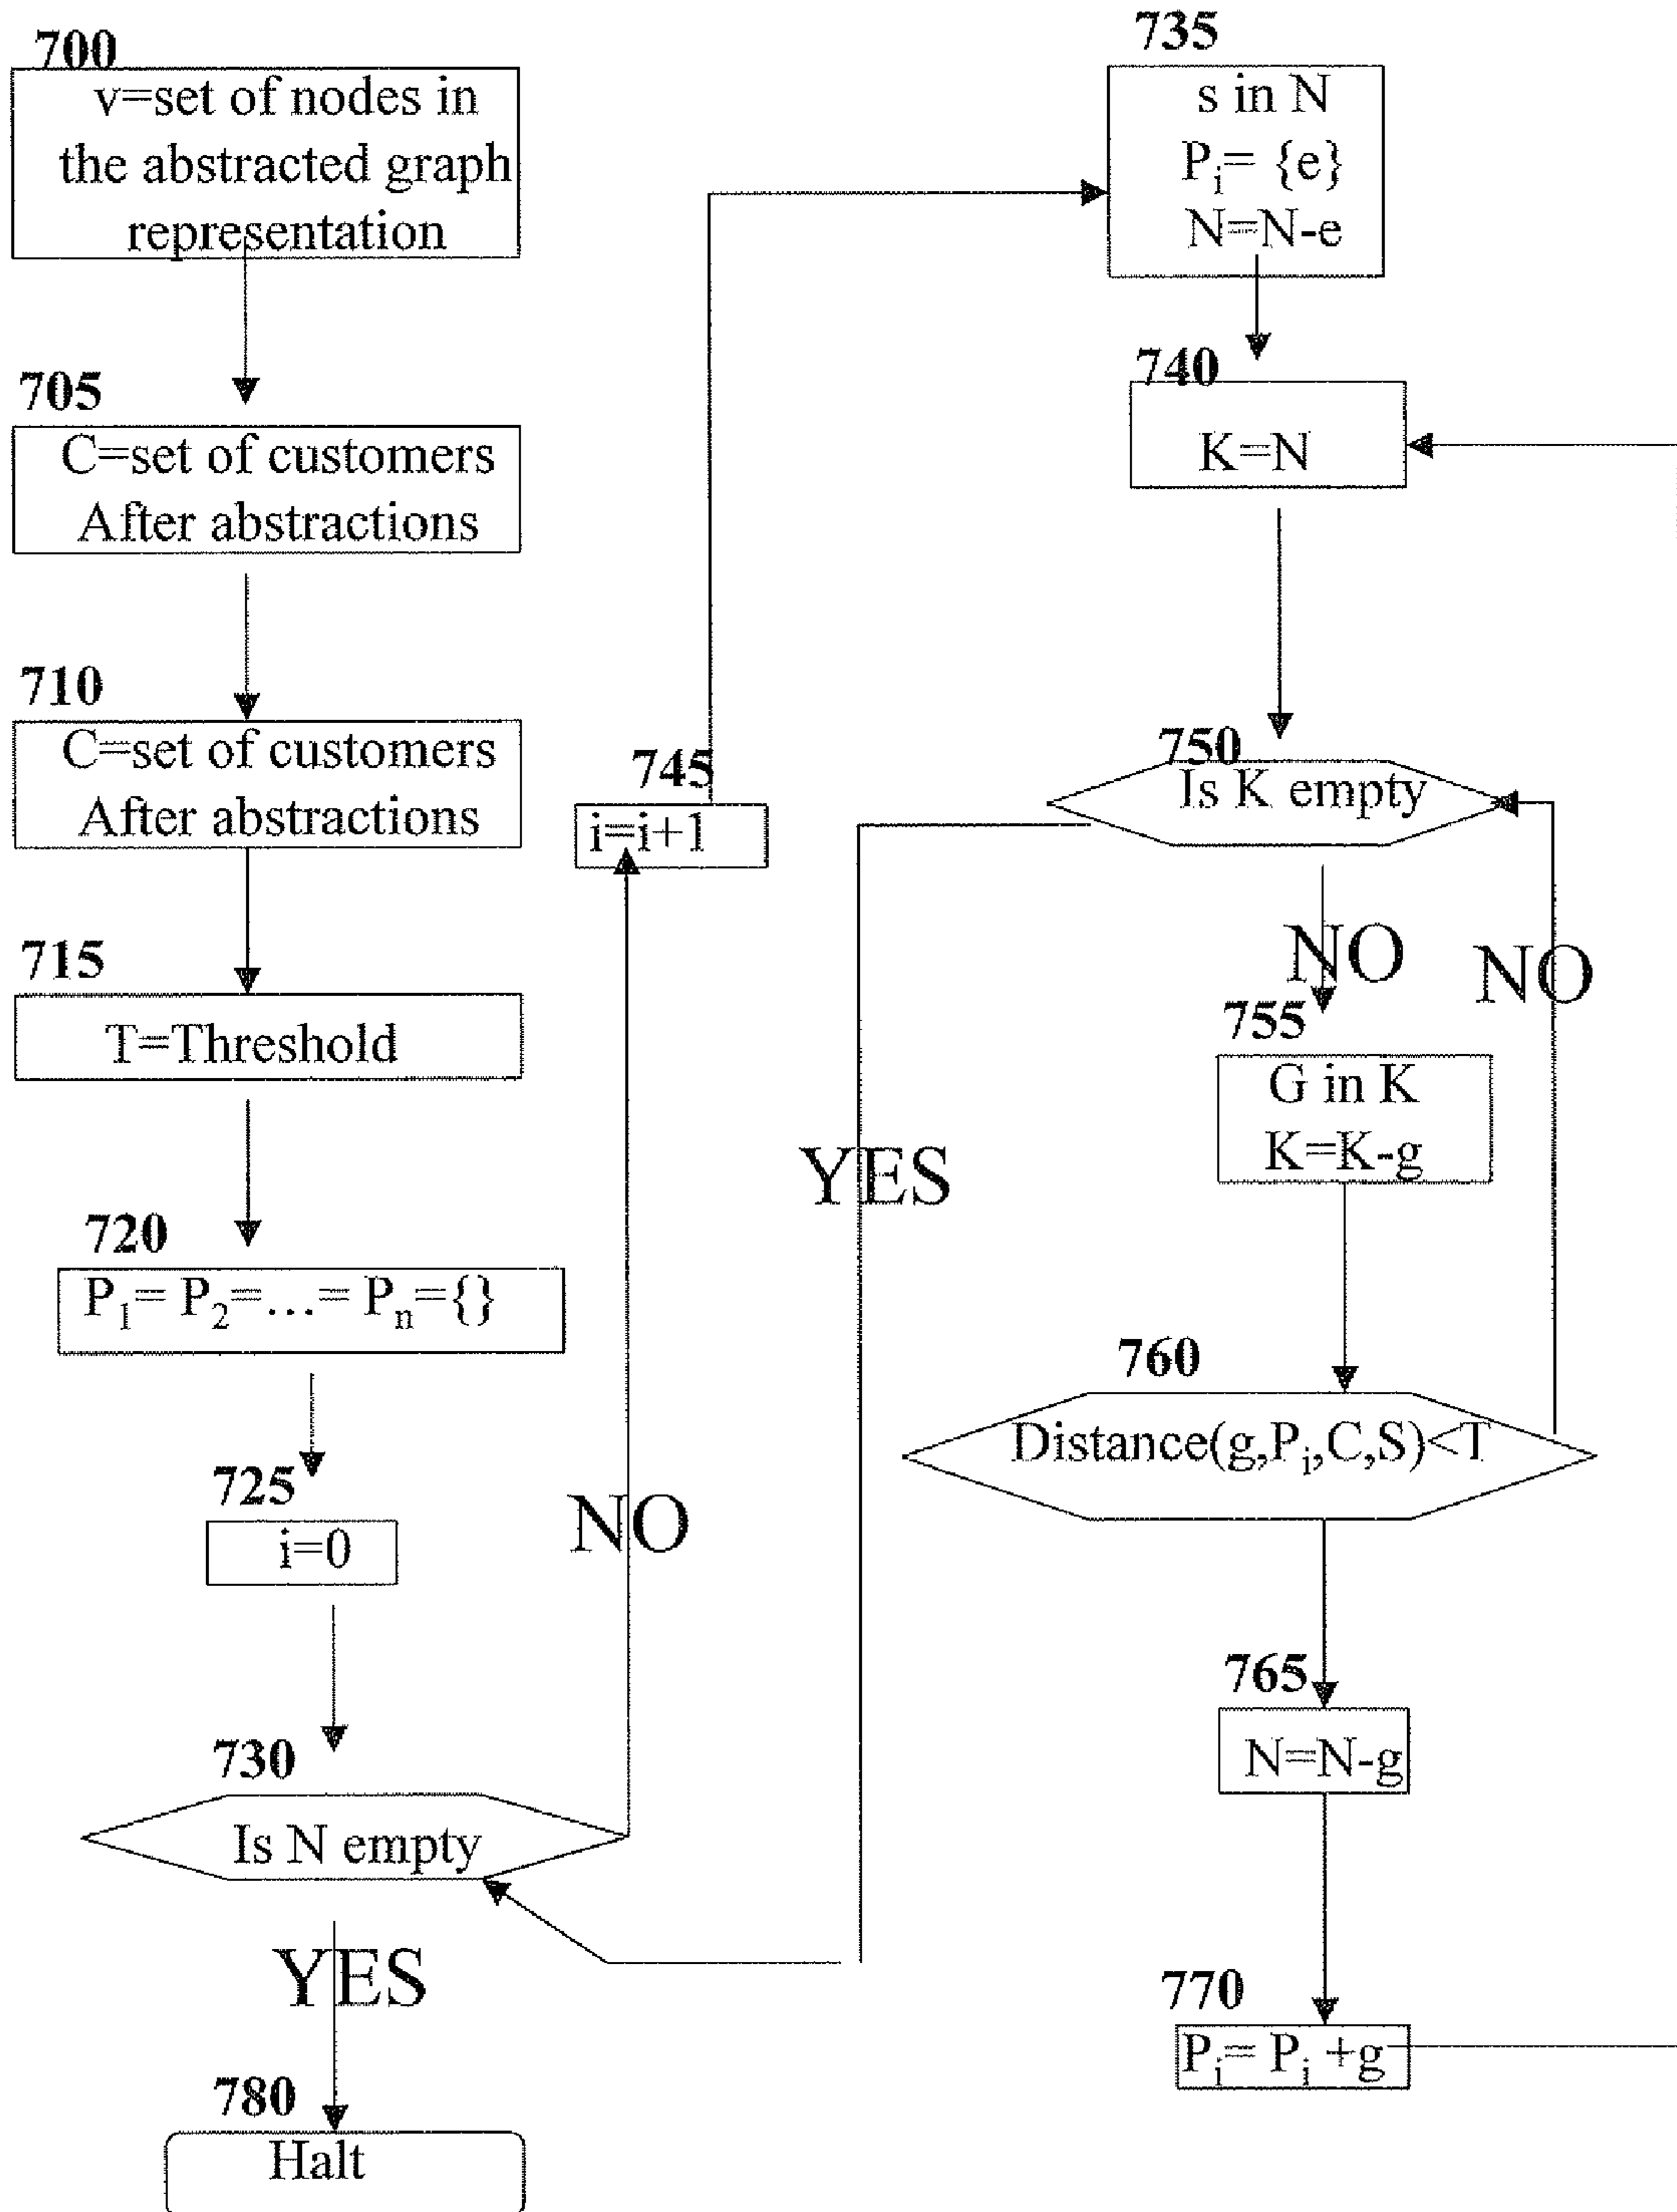 700
v=set of nodes in
the abstracted graph
representation
705
C=set of customers
After abstractions
710
C=set of customers
After abstractions
715
T=Threshold
720
P₁= P₂=...= Pₙ={}
725
i=0
730
Is N empty
YES
780
Halt
NO
745
i=i+1
735
s in N
Pᵢ= {e}
N=N-e
740
K=N
750
Is K empty
YES
NO
NO
755
G in K
K=K-g
760
Distance(g,Pᵢ,C,S)<T
765
N=N-g
770
Pᵢ= Pᵢ +g